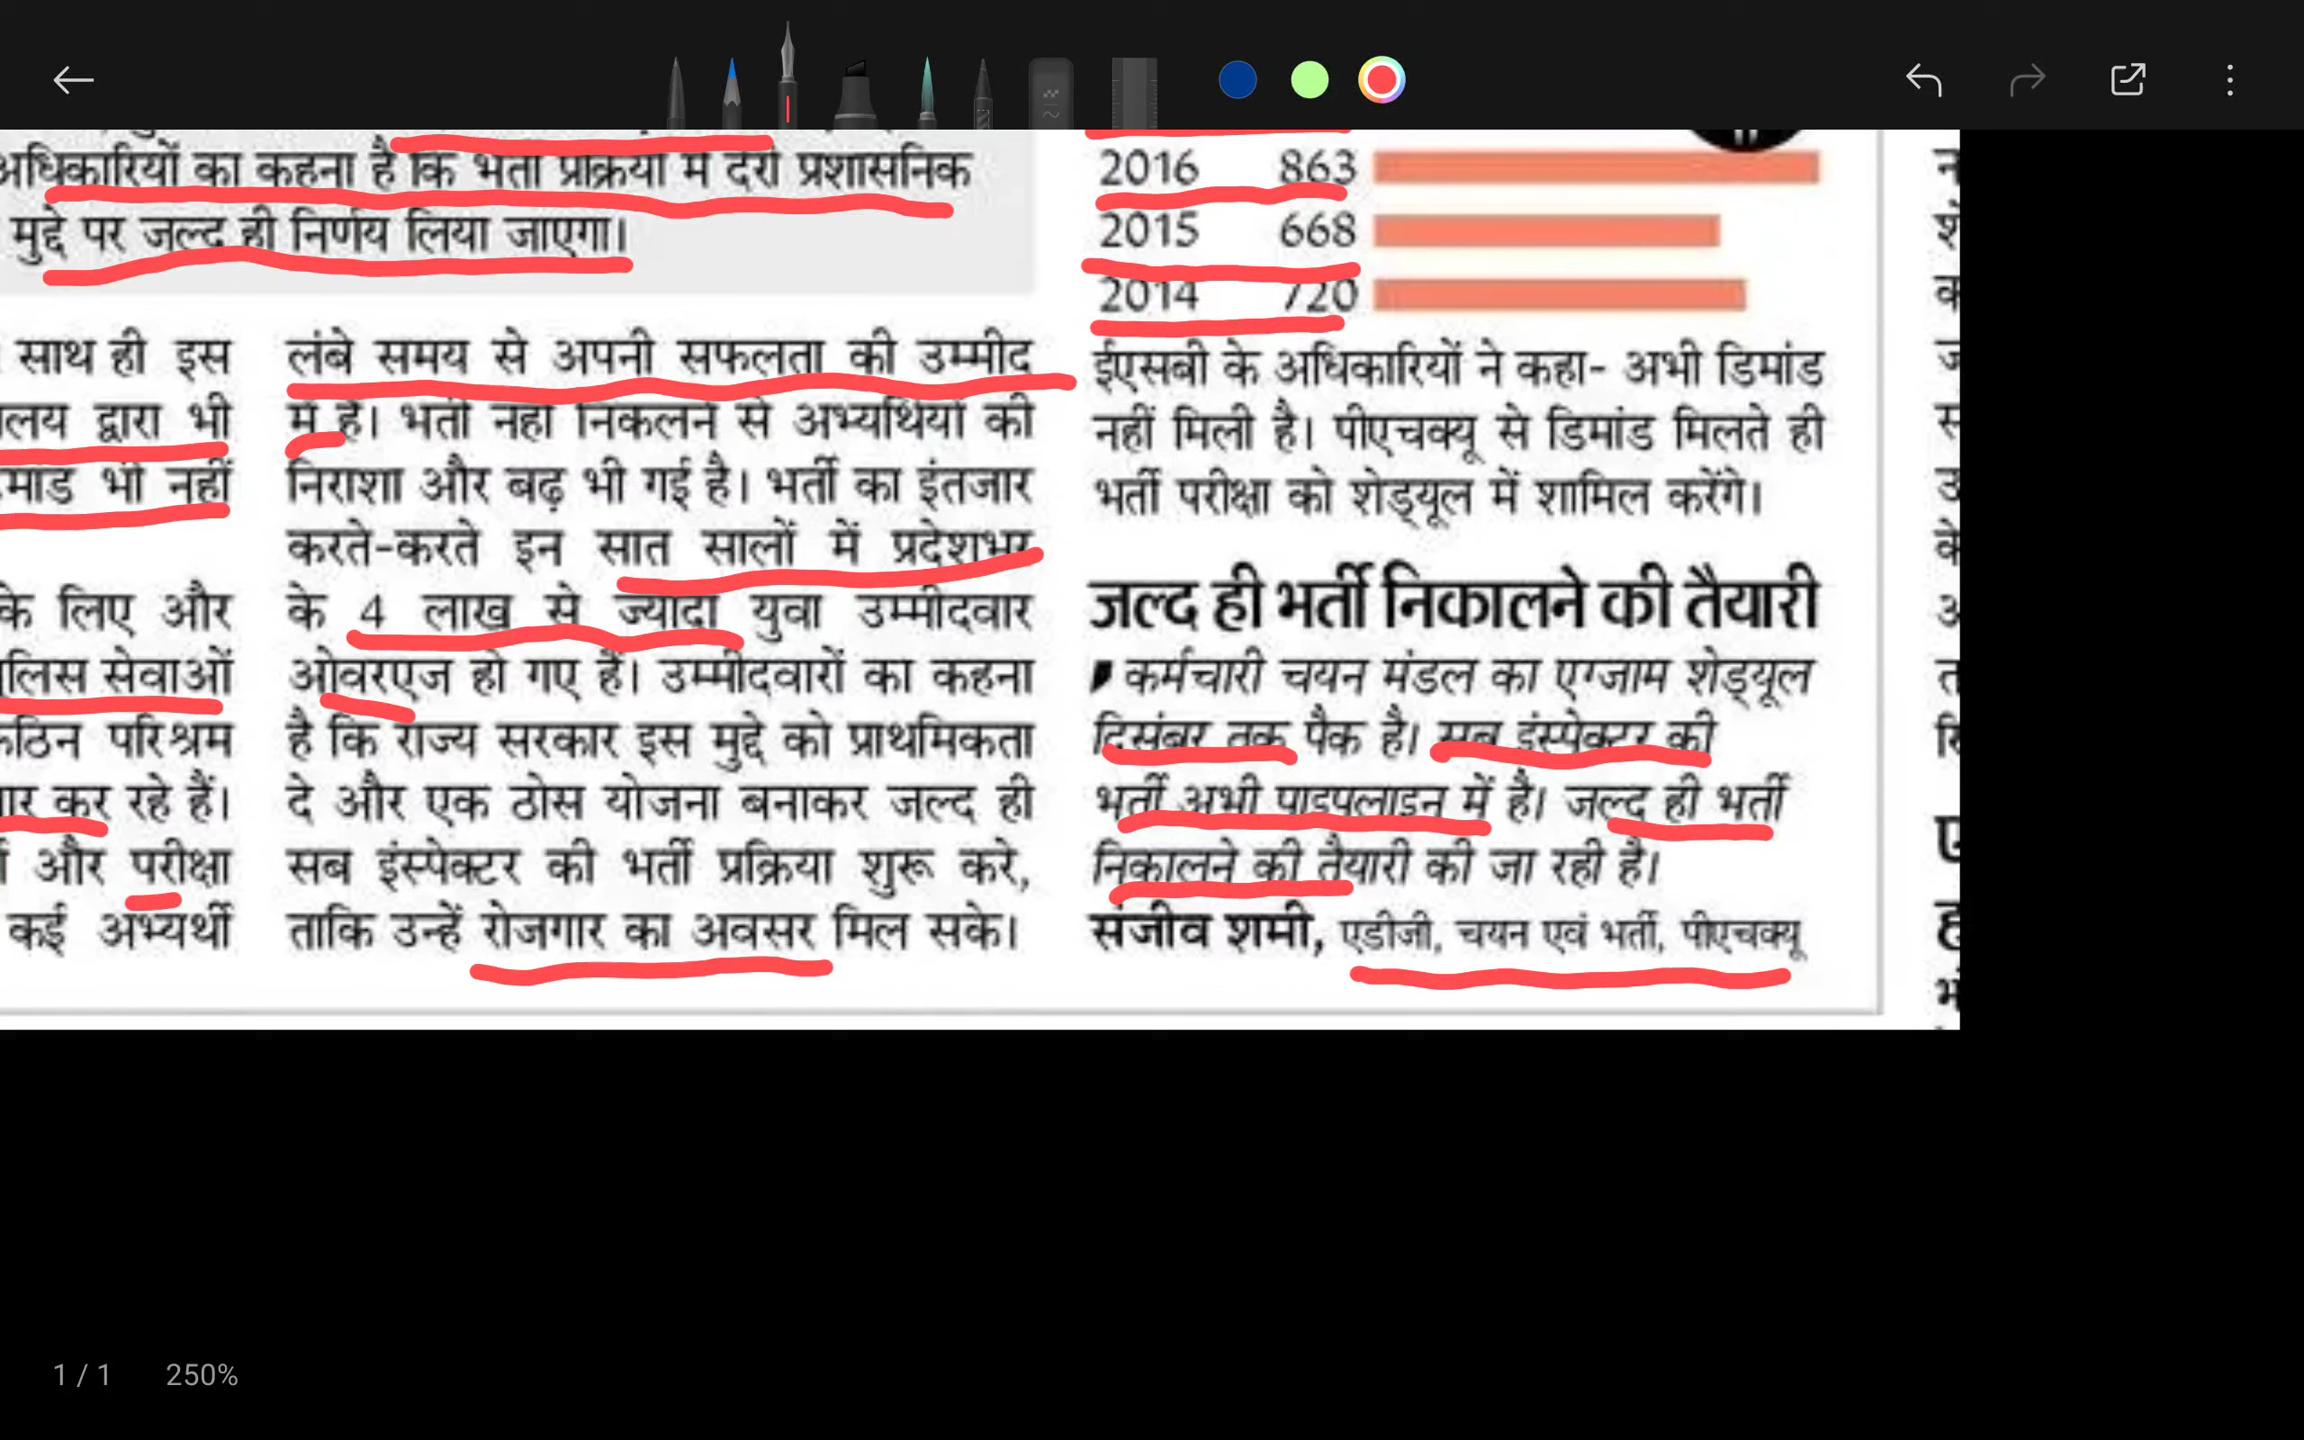 अधिकारियों का कहना है कि भर्ती प्रक्रिया में देरी प्रशासनिक
मुद्दे पर जल्द ही निर्णय लिया जाएगा।
साथ ही इस
द्वारा भी
भी नहीं
के लिए और
सेवाओं
परिश्रम
कर रहे हैं।
और परीक्षा
कई अभ्यर्थी
लंबे समय से अपनी सफलता की उम्मीद
में है। भर्ती नहीं निकलने से अभ्यर्थियों की
निराशा और बढ़ भी गई है। भर्ती का इंतजार
करते-करते इन सात सालों में प्रदेशभर
के 4 लाख से ज्यादा युवा उम्मीदवार
ओवरएज हो गए हैं। उम्मीदवारों का कहना
है कि राज्य सरकार इस मुद्दे को प्राथमिकता
दे और एक ठोस योजना बनाकर जल्द ही
सब इंस्पेक्टर की भर्ती प्रक्रिया शुरू करे,
ताकि उन्हें रोजगार का अवसर मिल सके।
2016 863
2015 668
2014 720
ईएसबी के अधिकारियों ने कहा- अभी डिमांड
नहीं मिली है। पीएचक्यू से डिमांड मिलते ही
भर्ती परीक्षा को शेड्यूल में शामिल करेंगे।
जल्द ही भर्ती निकालने की तैयारी
कर्मचारी चयन मंडल का एग्जाम शेड्यूल
दिसंबर तक पैक है। सब इंस्पेक्टर की
भर्ती अभी पाइपलाइन में है। जल्द ही भर्ती
निकालने की तैयारी की जा रही है।
संजीव शमी, एडीजी, चयन एवं भर्ती, पीएचक्यू
1 / 1 250%